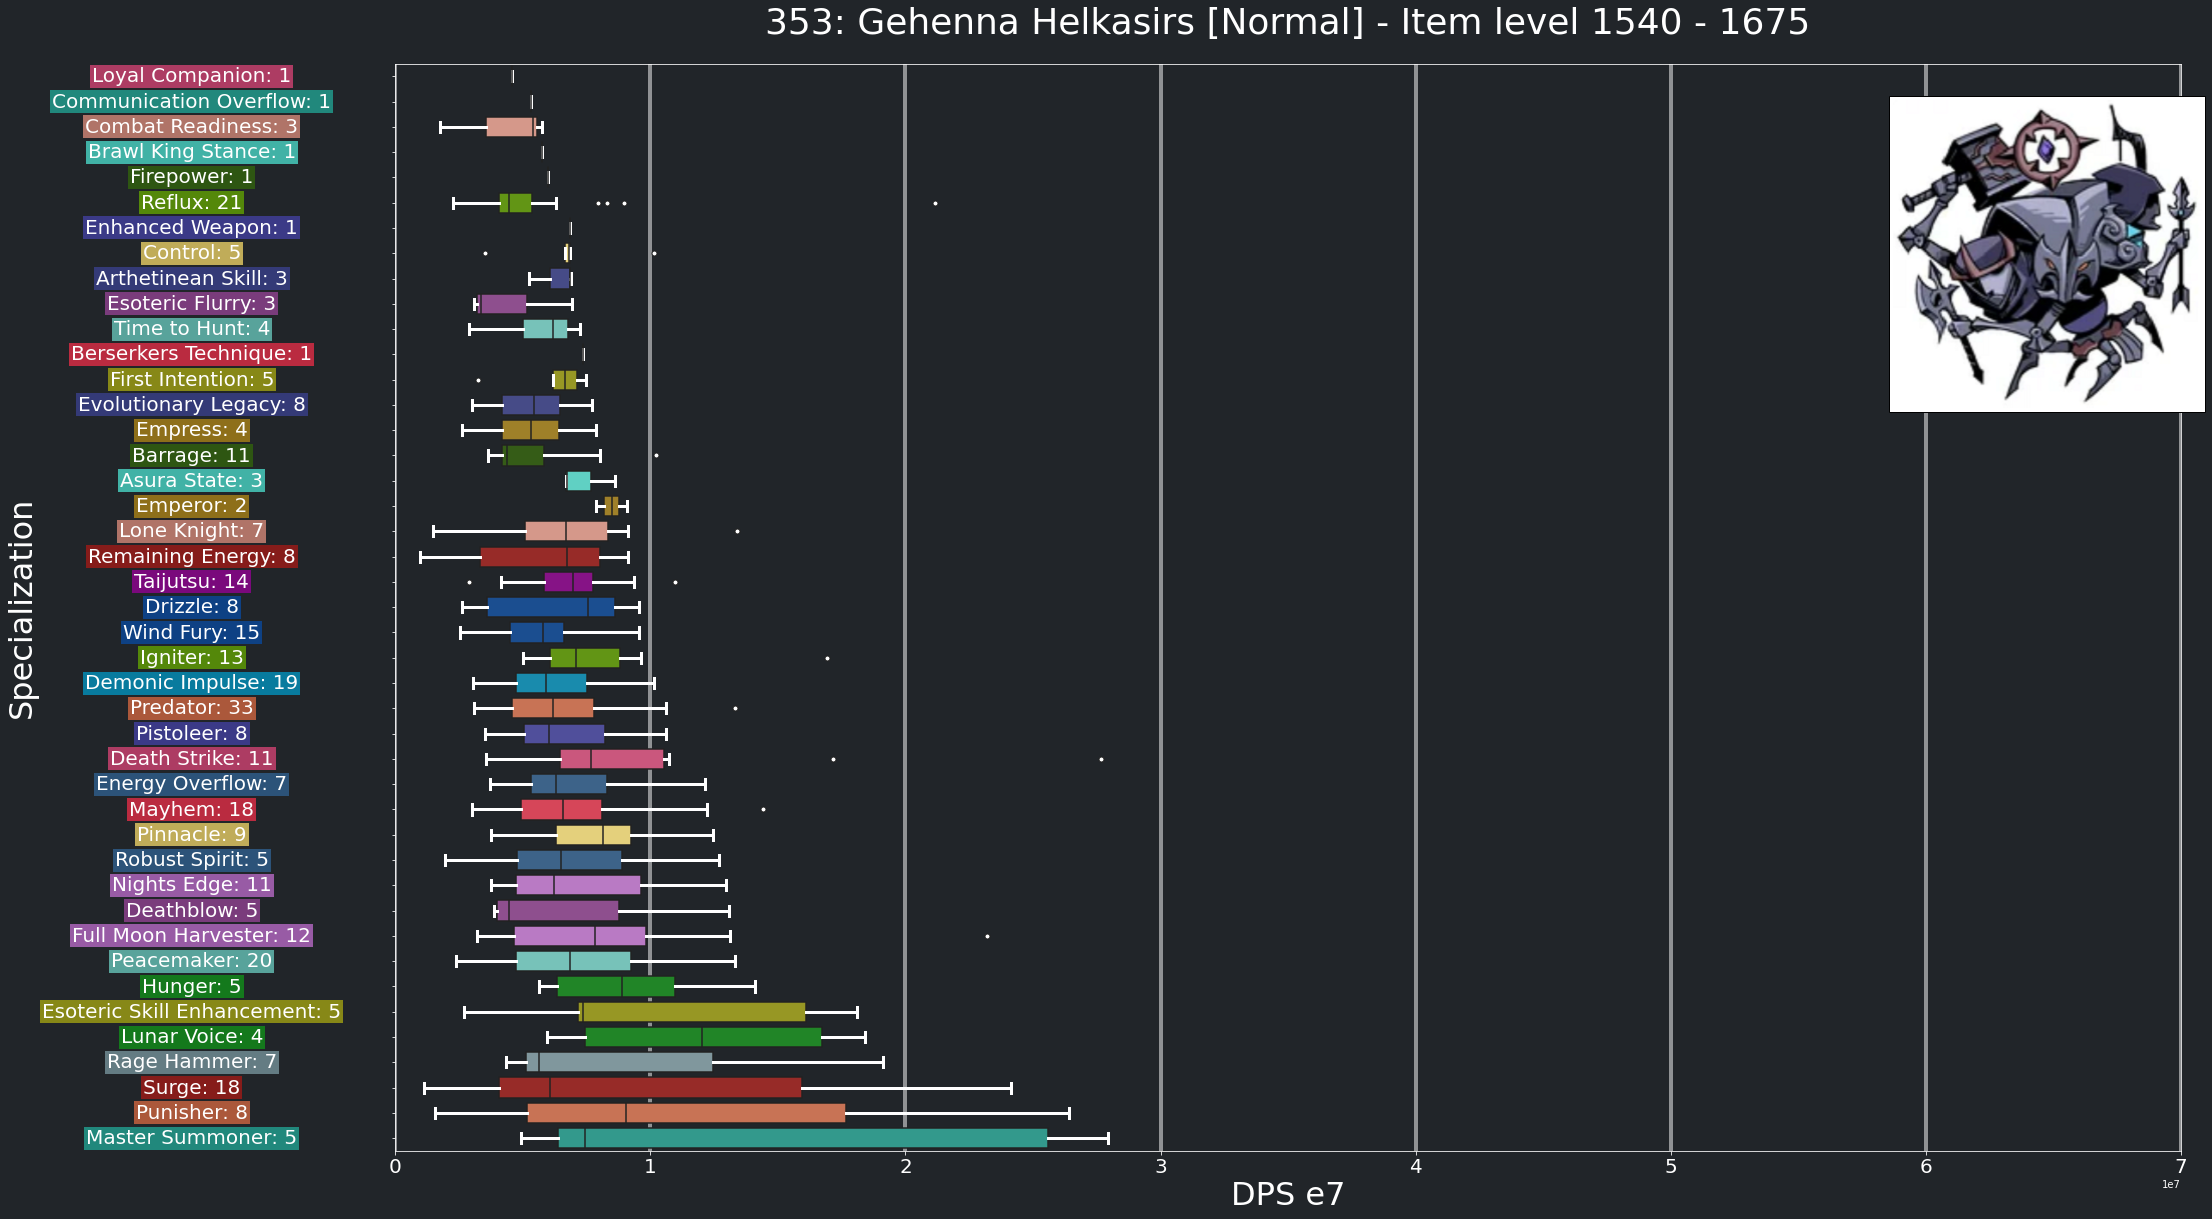 353: Gehenna Helkasirs [Normal] - Item level 1540 - 1675
Loyal Companion: 1
Communication Overflow: 1
Combat Readiness: 3
Brawl King Stance: 1
Firepower: 1
Reflux: 21
Enhanced Weapon: 1
Control: 5
Arthetinean Skill: 3
Esoteric Flurry: 3
Time to Hunt: 4
Berserkers Technique: 1
First Intention: 5
Evolutionary Legacy: 8
Empress: 4
Barrage: 11
Asura State: 3
Emperor: 2
Lone Knight: 7
Remaining Energy: 8
Taijutsu: 14
Drizzle: 8
Wind Fury: 15
Igniter: 13
Demonic Impulse: 19
Predator: 33
Pistoleer: 8
Death Strike: 11
Energy Overflow: 7
Mayhem: 18
Pinnacle: 9
Robust Spirit: 5
Nights Edge: 11
Deathblow: 5
Full Moon Harvester: 12
Peacemaker: 20
Hunger: 5
Esoteric Skill Enhancement: 5
Lunar Voice: 4
Rage Hammer: 7
Surge: 18
Punisher: 8
Master Summoner: 5
Specialization
0 1 2 3 4 5 6 7
1e7
DPS e7